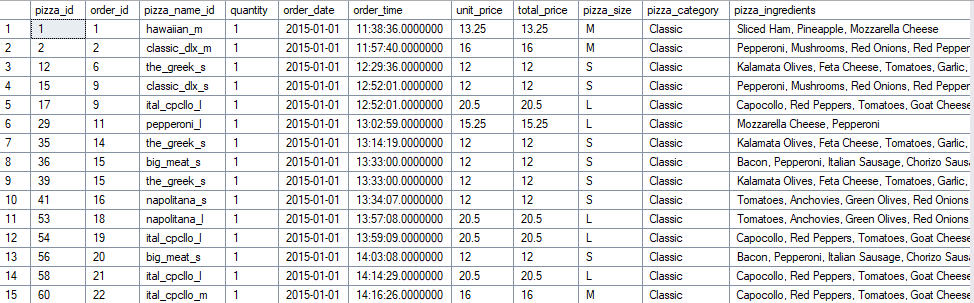 pizza_id order_id pizza_name_id quantity order_date order_time unit_price total_price pizza_size pizza_category pizza_ingredients
1 1 1 hawaiian_m 1 2015-01-01 11:38:36.0000000 13.25 13.25 M Classic Sliced Ham, Pineapple, Mozzarella Cheese
2 2 2 classic_dlx_m 1 2015-01-01 11:57:40.0000000 16 16 M Classic Pepperoni, Mushrooms, Red Onions, Red Pepper
3 12 6 the_greek_s 1 2015-01-01 12:29:36.0000000 12 12 S Classic Kalamata Olives, Feta Cheese, Tomatoes, Garlic,
4 15 9 classic_dlx_s 1 2015-01-01 12:52:01.0000000 12 12 S Classic Pepperoni, Mushrooms, Red Onions, Red Pepper
5 17 9 ital_cpcllo_l 1 2015-01-01 12:52:01.0000000 20.5 20.5 L Classic Capocollo, Red Peppers, Tomatoes, Goat Cheese
6 29 11 pepperoni_l 1 2015-01-01 13:02:59.0000000 15.25 15.25 L Classic Mozzarella Cheese, Pepperoni
7 35 14 the_greek_s 1 2015-01-01 13:14:19.0000000 12 12 S Classic Kalamata Olives, Feta Cheese, Tomatoes, Garlic,
8 36 15 big_meat_s 1 2015-01-01 13:33:00.0000000 12 12 S Classic Bacon, Pepperoni, Italian Sausage, Chorizo Sausa
9 39 15 the_greek_s 1 2015-01-01 13:33:00.0000000 12 12 S Classic Kalamata Olives, Feta Cheese, Tomatoes, Garlic,
10 41 16 napolitana_s 1 2015-01-01 13:34:07.0000000 12 12 S Classic Tomatoes, Anchovies, Green Olives, Red Onions
11 53 18 napolitana_l 1 2015-01-01 13:57:08.0000000 20.5 20.5 L Classic Tomatoes, Anchovies, Green Olives, Red Onions
12 54 19 ital_cpcllo_l 1 2015-01-01 13:59:09.0000000 20.5 20.5 L Classic Capocollo, Red Peppers, Tomatoes, Goat Cheese
13 56 20 big_meat_s 1 2015-01-01 14:03:08.0000000 12 12 S Classic Bacon, Pepperoni, Italian Sausage, Chorizo Sausa
14 58 21 ital_cpcllo_l 1 2015-01-01 14:14:29.0000000 20.5 20.5 L Classic Capocollo, Red Peppers, Tomatoes, Goat Cheese
15 60 22 ital_cpcllo_m 1 2015-01-01 14:16:26.0000000 16 16 M Classic Capocollo, Red Peppers, Tomatoes, Goat Cheese